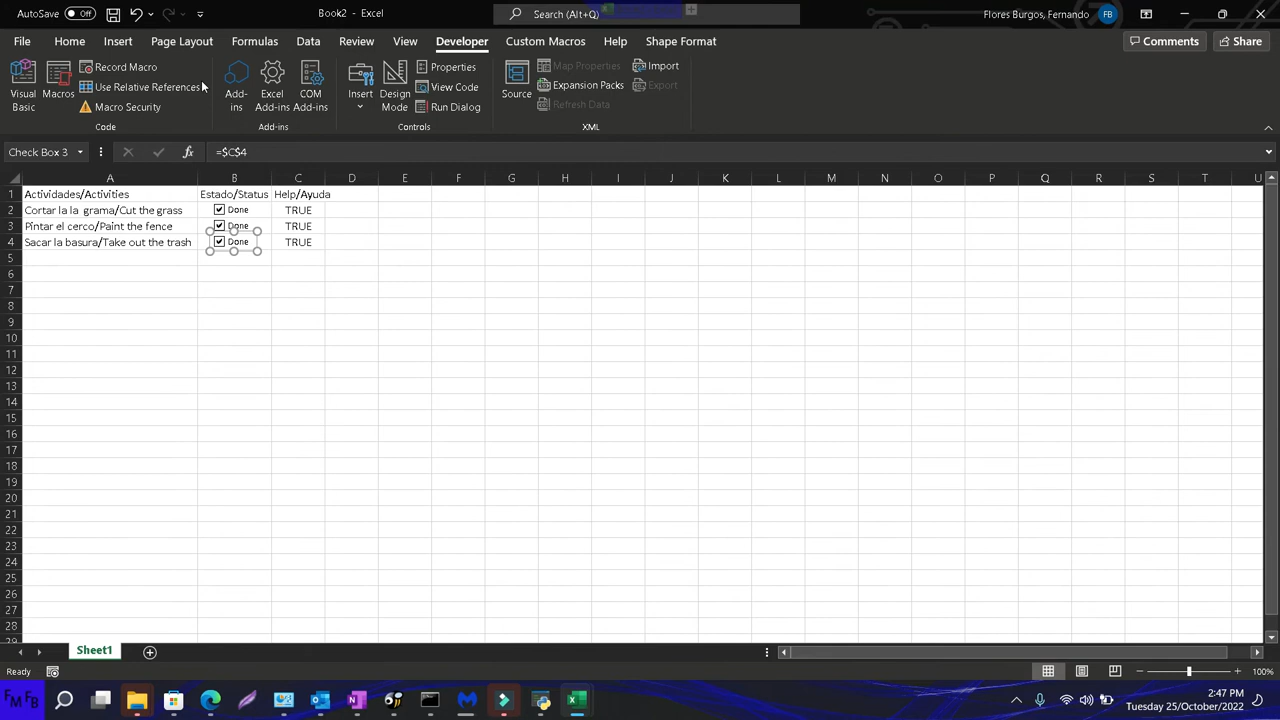 AutoSave Off Book2 - Excel Search (Alt+Q) Flores Burgos, Fernando FB
File Home Insert Page Layout Formulas Data Review View Developer Custom Macros Help Shape Format Comments Share
Visual Basic
Macros
Record Macro
Use Relative References
Macro Security
Code
Add-ins
Excel Add-ins
COM Add-ins
Add-ins
Insert
Design Mode
Properties
View Code
Run Dialog
Controls
Source
Map Properties
Expansion Packs
Refresh Data
Import
Export
XML
Check Box 3 fx =$C$4
A B C D E F G H I J K L M N O P Q R S T U
1 Actividades/Activities Estado/Status Help/Ayuda
2 Cortar la la grama/Cut the grass Done TRUE
3 Pintar el cerco/Paint the fence Done TRUE
4 Sacar la basura/Take out the trash Done TRUE
5
6
7
8
9
10
11
12
13
14
15
16
17
18
19
20
21
22
23
24
25
26
27
28
29
Sheet1
Ready 100%
FM FB 2:47 PM
Tuesday 25/October/2022